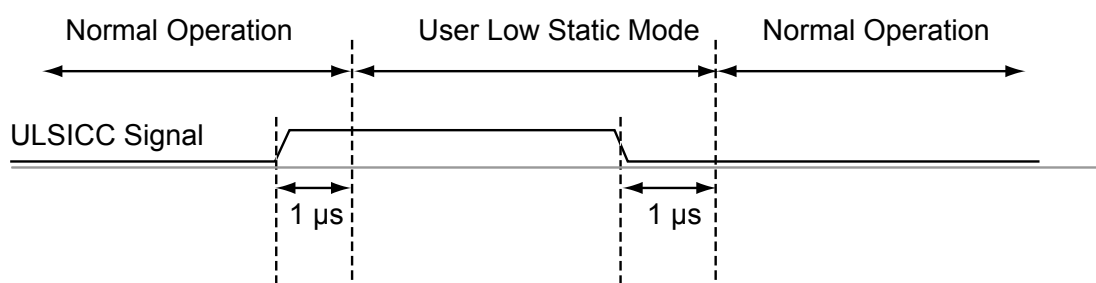 Normal Operation User Low Static Mode Normal Operation
ULSICC Signal
1 µs 1 µs